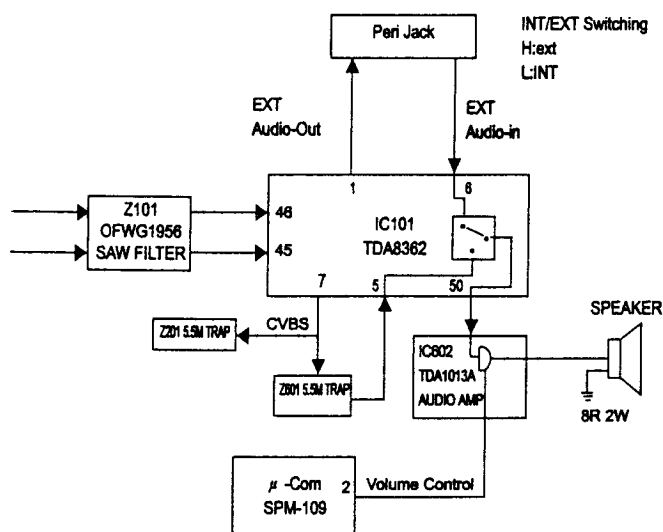 Peri Jack
INT/EXT Switching
H:ext
L:INT
EXT
Audio-Out
EXT
Audio-in
1
6
Z101
OFWG1956
SAW FILTER
46
45
IC101
TDA8362
7
5
50
CVBS
Z201 5.5M TRAP
Z601 5.5M TRAP
IC602
TDA1013A
AUDIO AMP
SPEAKER
8R 2W
μ -Com
SPM-109
2
Volume Control